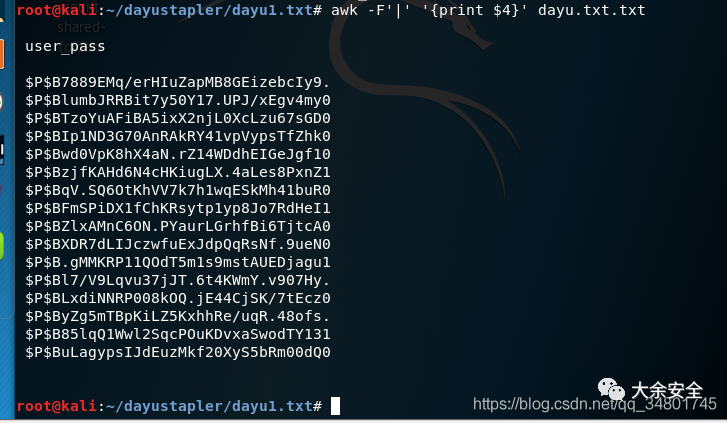 root@kali:~/dayustapler/dayu1.txt# awk -F'|' '{print $4}' dayu.txt.txt
shared-
user_pass
$P$B7889EMq/erHIuZapMB8GEizebcIy9.
$P$BlumbJRRBit7y50Y17.UPJ/xEgv4my0
$P$BTzoYuAFiBA5ixX2njL0XcLzu67sGD0
$P$BIp1ND3G70AnRAkRY41vpVypsTfZhk0
$P$Bwd0VpK8hX4aN.rZ14WDdhEIGeJgf10
$P$BzjfKAHd6N4cHKiugLX.4aLes8PxnZ1
$P$BqV.SQ6OtKhVV7k7h1wqESkMh41buR0
$P$BFmSPiDX1fChKRsytp1yp8Jo7RdHeI1
$P$BZlxAMnC6ON.PYaurLGrhfBi6TjtcA0
$P$BXDR7dLIJczwfuExJdpQqRsNf.9ueN0
$P$B.gMMKRP11QOdT5m1s9mstAUEDjagu1
$P$Bl7/V9Lqvu37jJT.6t4KWmY.v907Hy.
$P$BLxdiNNRP008kOQ.jE44CjSK/7tEcz0
$P$ByZg5mTBpKiLZ5KxhhRe/uqR.48ofs.
$P$B85lqQ1Wwl2SqcPOuKDvxaSwodTY131
$P$BuLagypsIJdEuzMkf20XyS5bRm00dQ0
大余安全
root@kali:~/dayustapler/dayu1.txt#
https://blog.csdn.net/qq_34801745